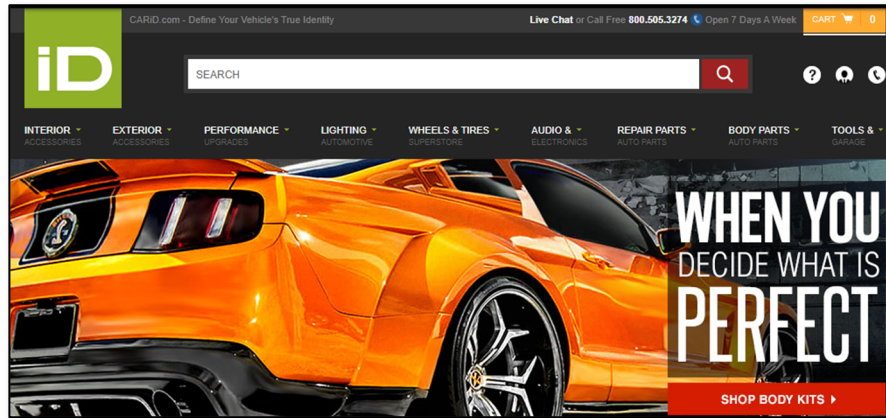 CARiD.com - Define Your Vehicle's True Identity
Live Chat or Call Free 800.505.3274 Open 7 Days A Week
CART 0
iD
SEARCH
INTERIOR
ACCESSORIES
EXTERIOR
ACCESSORIES
PERFORMANCE
UPGRADES
LIGHTING
AUTOMOTIVE
WHEELS & TIRES
SUPERSTORE
AUDIO &
ELECTRONICS
REPAIR PARTS
AUTO PARTS
BODY PARTS
AUTO PARTS
TOOLS &
GARAGE
WHEN YOU
DECIDE WHAT IS
PERFECT
SHOP BODY KITS